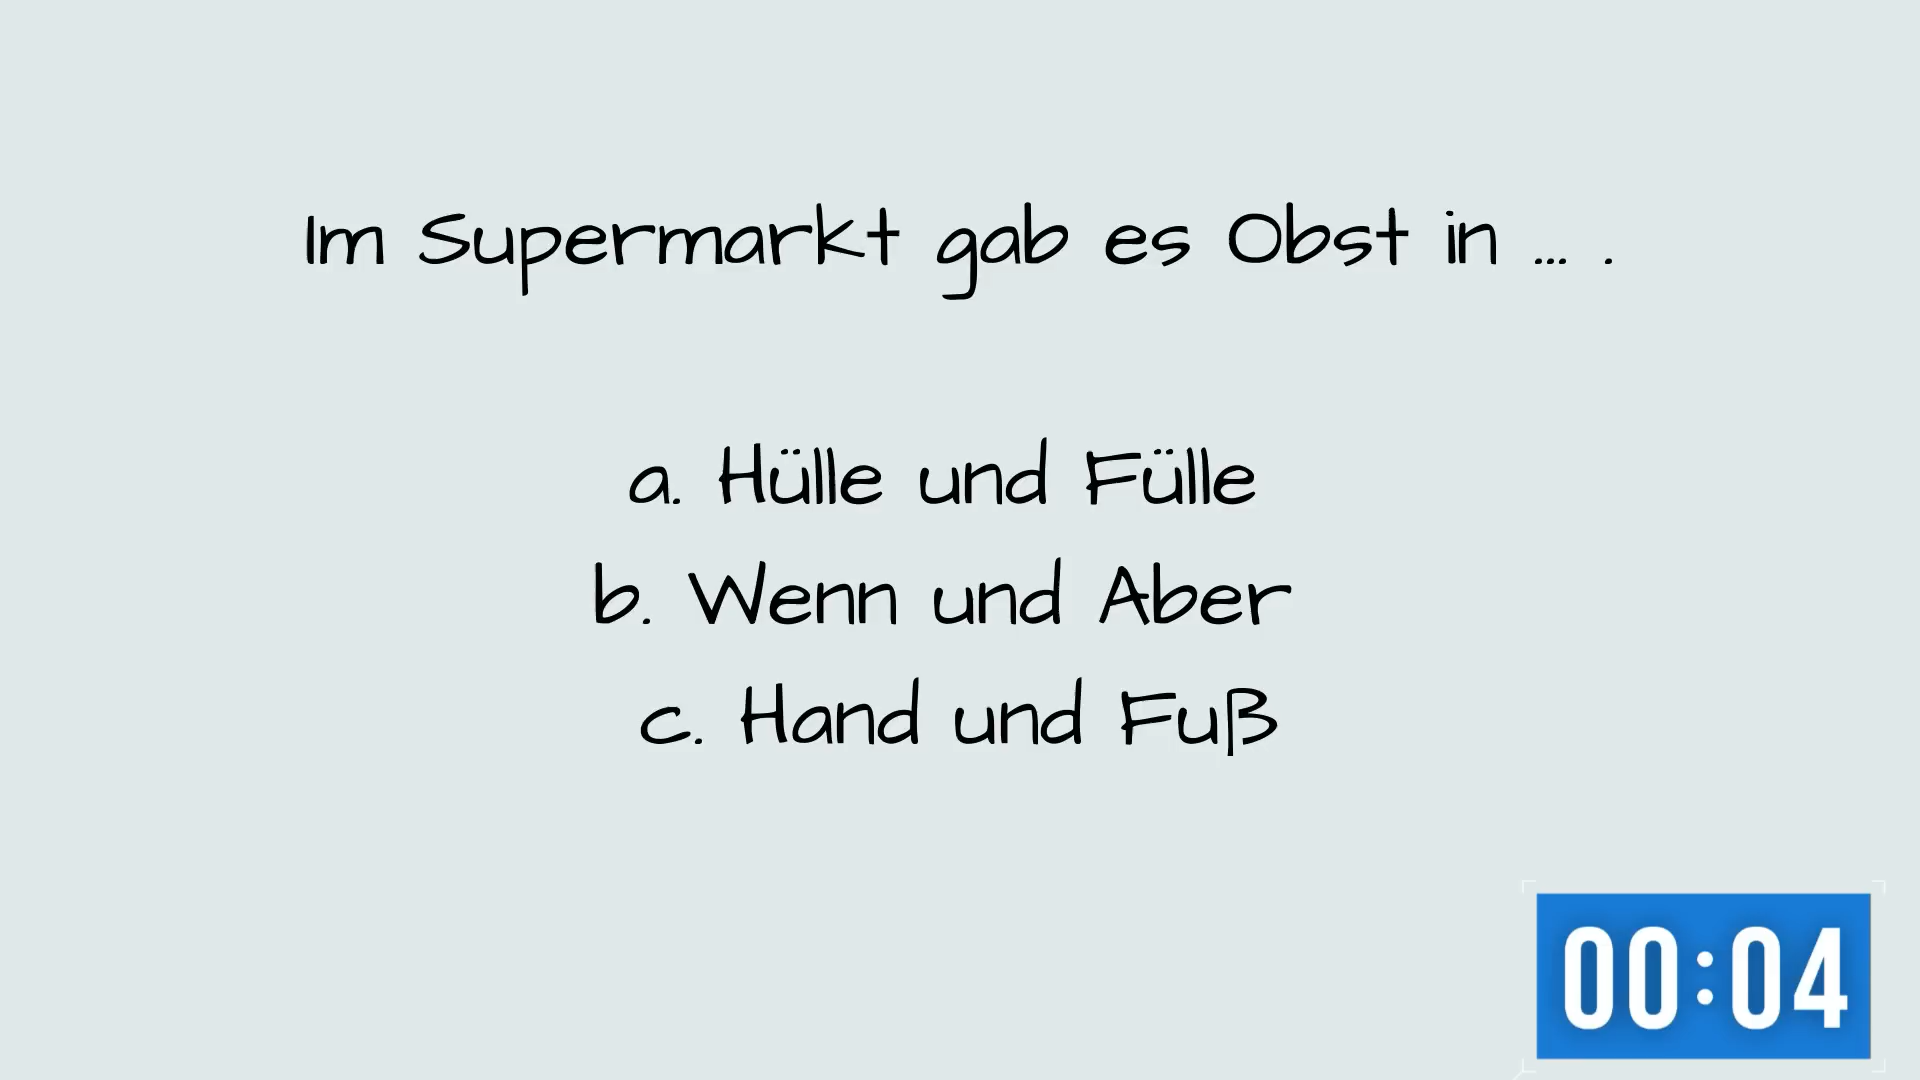 Im Supermarkt gab es Obst in ... .
a. Hülle und Fülle
b. Wenn und Aber
c. Hand und Fuß
00:04